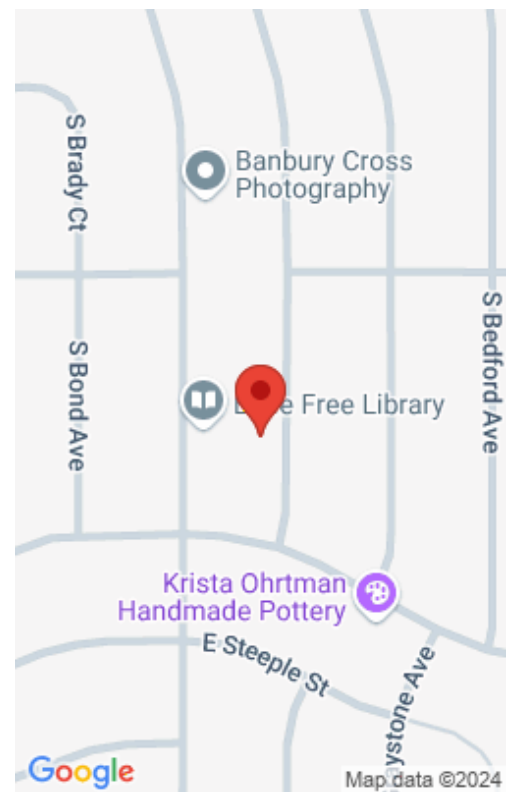 S Brady Ct
Banbury Cross
Photography
S Bond Ave
S Bedford Ave
Free Library
Krista Ohrtman
Handmade Pottery
E Steeple St
Google
Map data ©2024